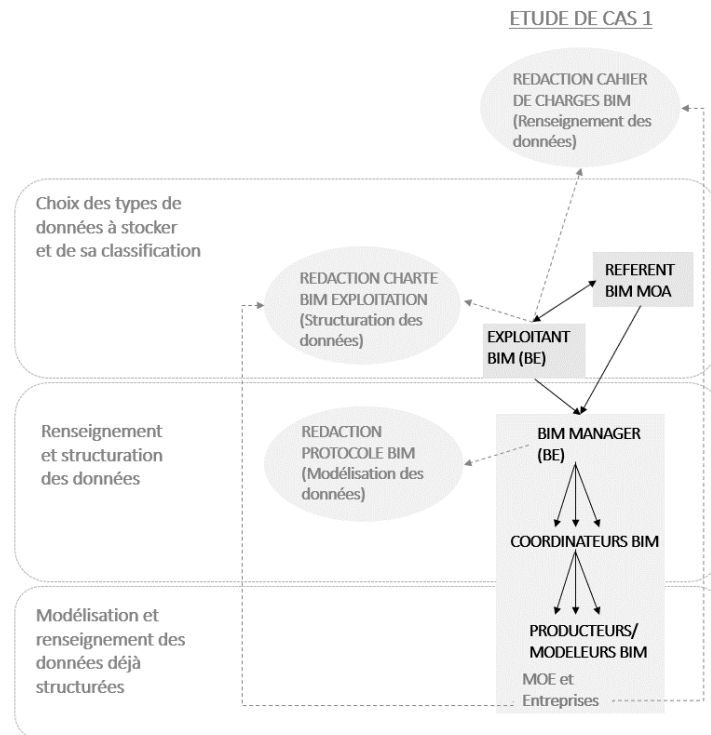 ETUDE DE CAS 1
REDACTION CAHIER
DE CHARGES BIM
(Renseignement des
données)
Choix des types de
données à stocker
et de sa classification
REDACTION CHARTE
BIM EXPLOITATION
(Structuration des
données)
REFERENT
BIM MOA
EXPLOITANT
BIM (BE)
Renseignement
et structuration
des données
REDACTION
PROTOCOLE BIM
(Modélisation des
données)
BIM MANAGER
(BE)
COORDINATEURS BIM
Modélisation et
renseignement des
données déjà
structurées
PRODUCTEURS/
MODELEURS BIM
MOE et
Entreprises